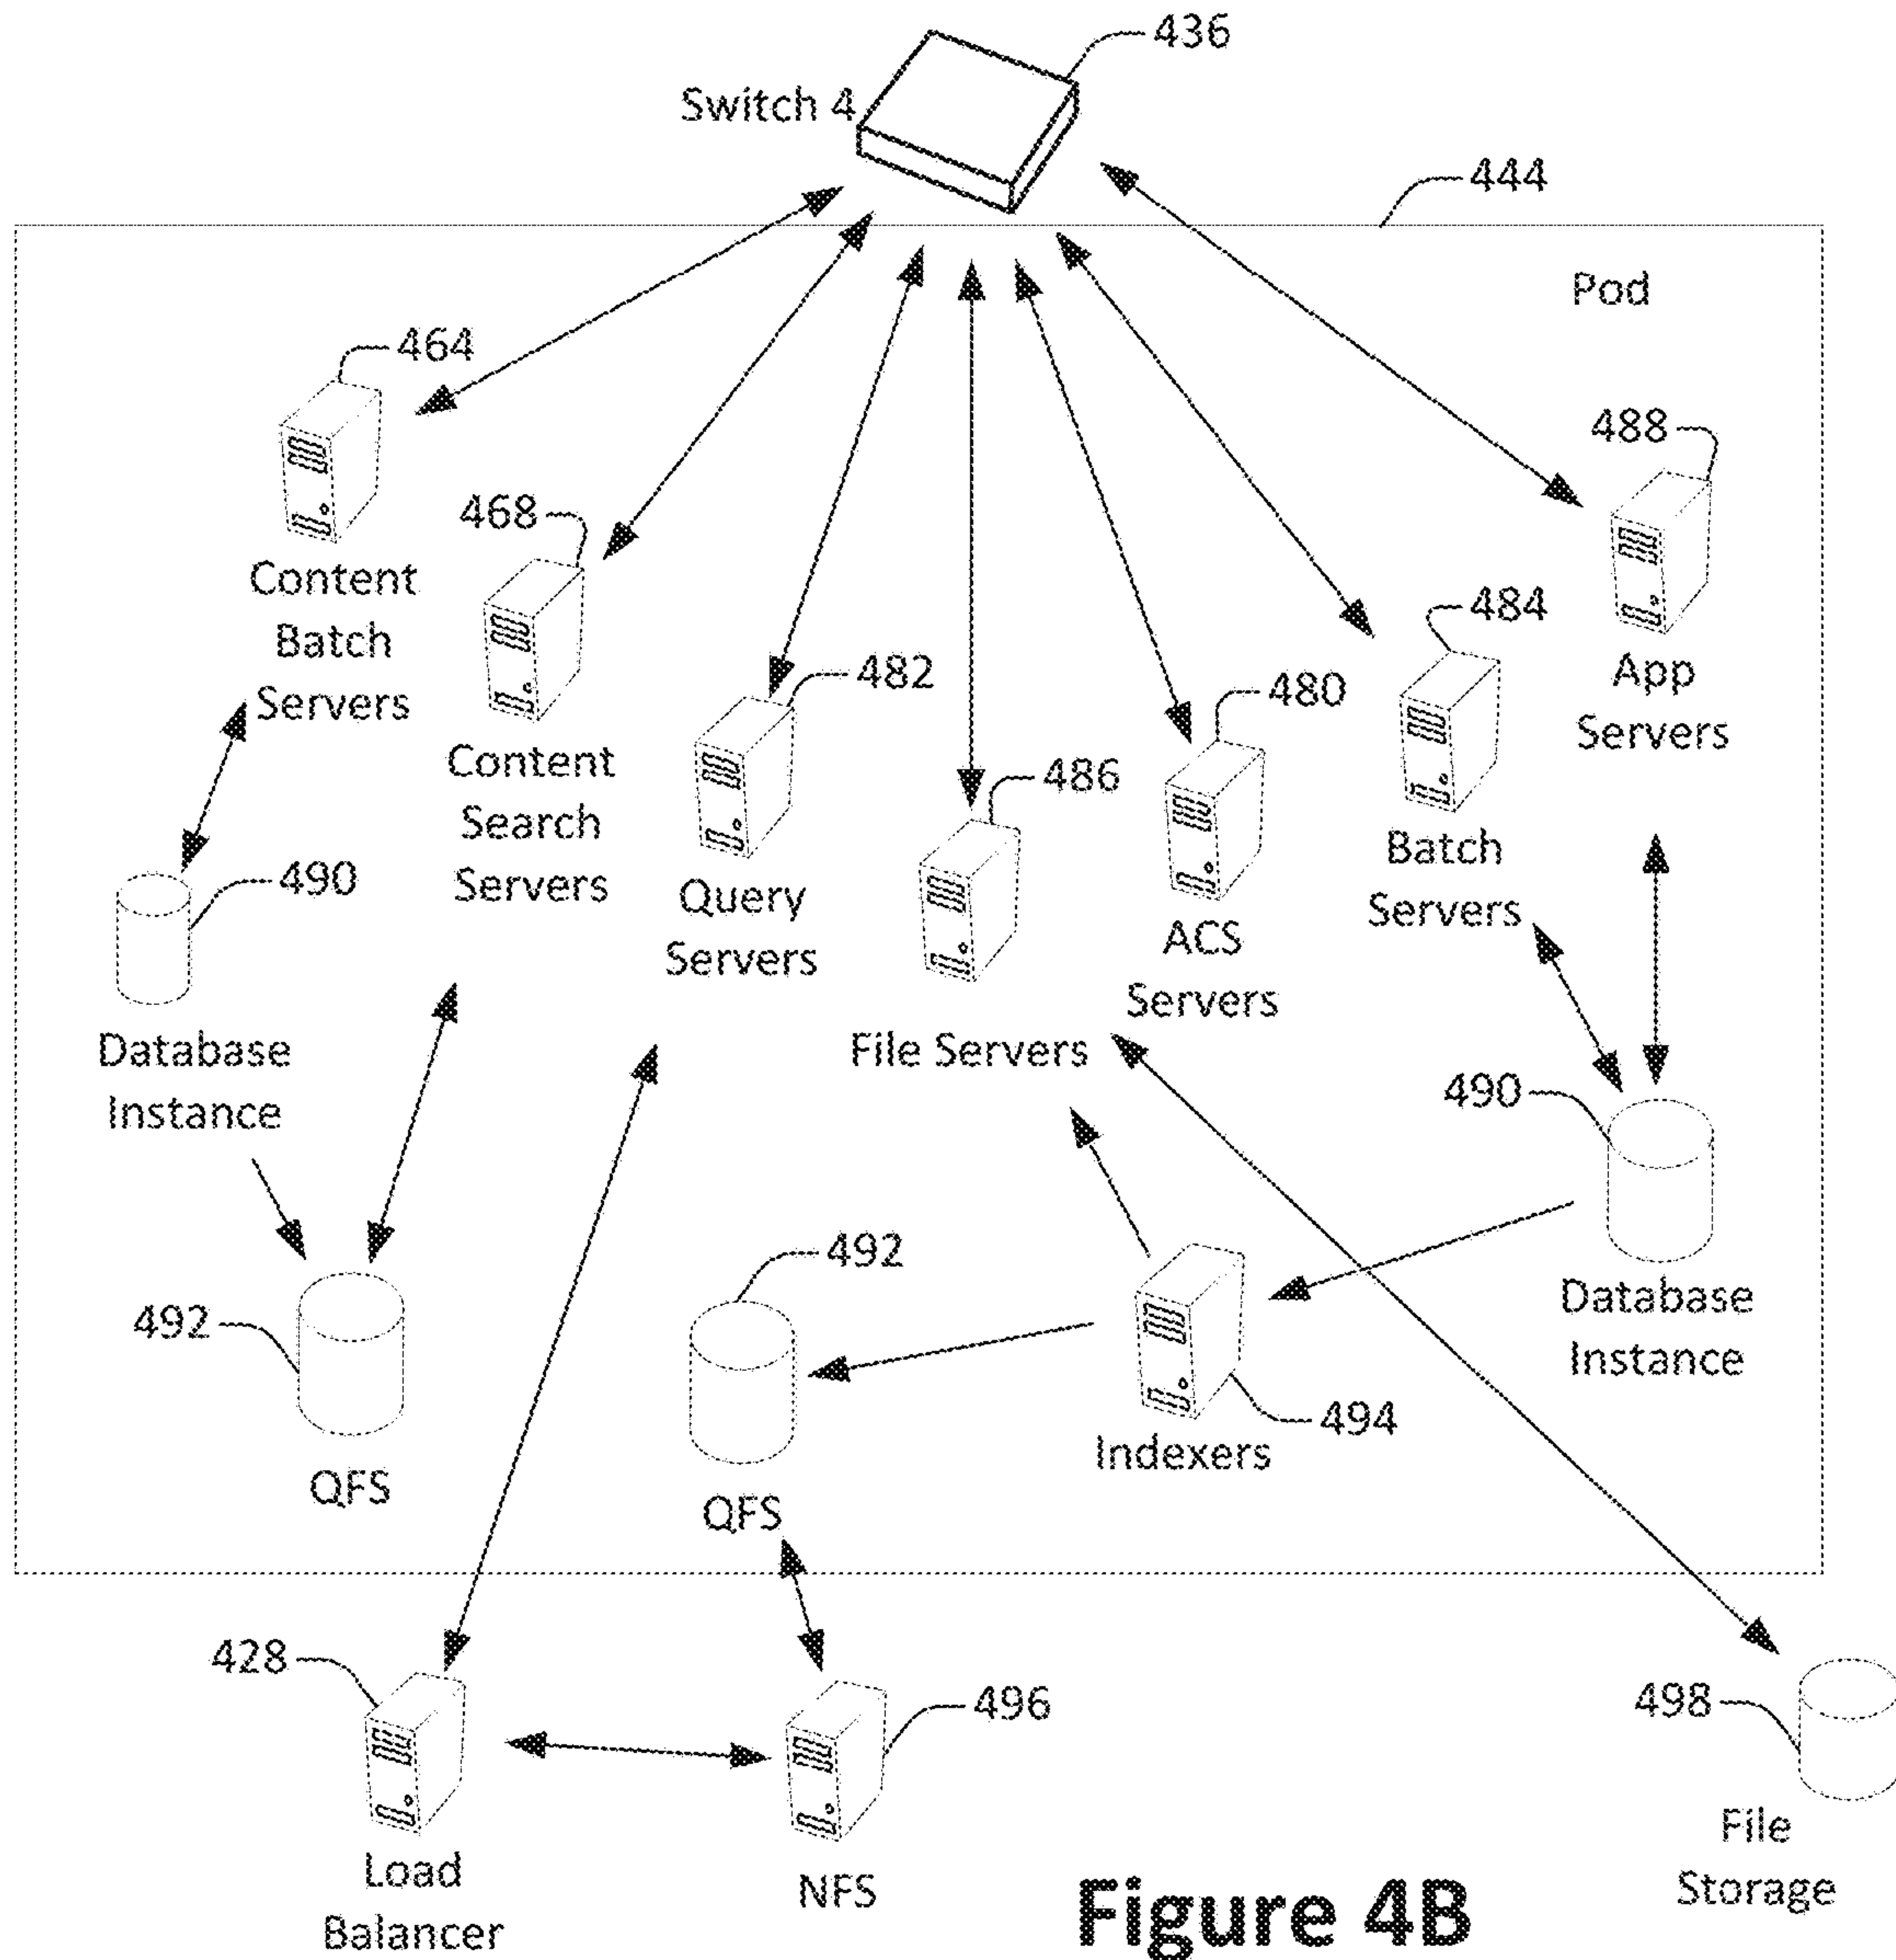 436
Switch 4
444
Pod
464
488
468
Content
Batch
Servers
484
482
480
App
Servers
Content
Search
Servers
486
490
Batch
Servers
Query
Servers
ACS
Servers
Database
Instance
File Servers
490
492
492
Database
Instance
494
Indexers
QFS
QFS
428
496
498
Load
Balancer
NFS
File
Storage
Figure 4B